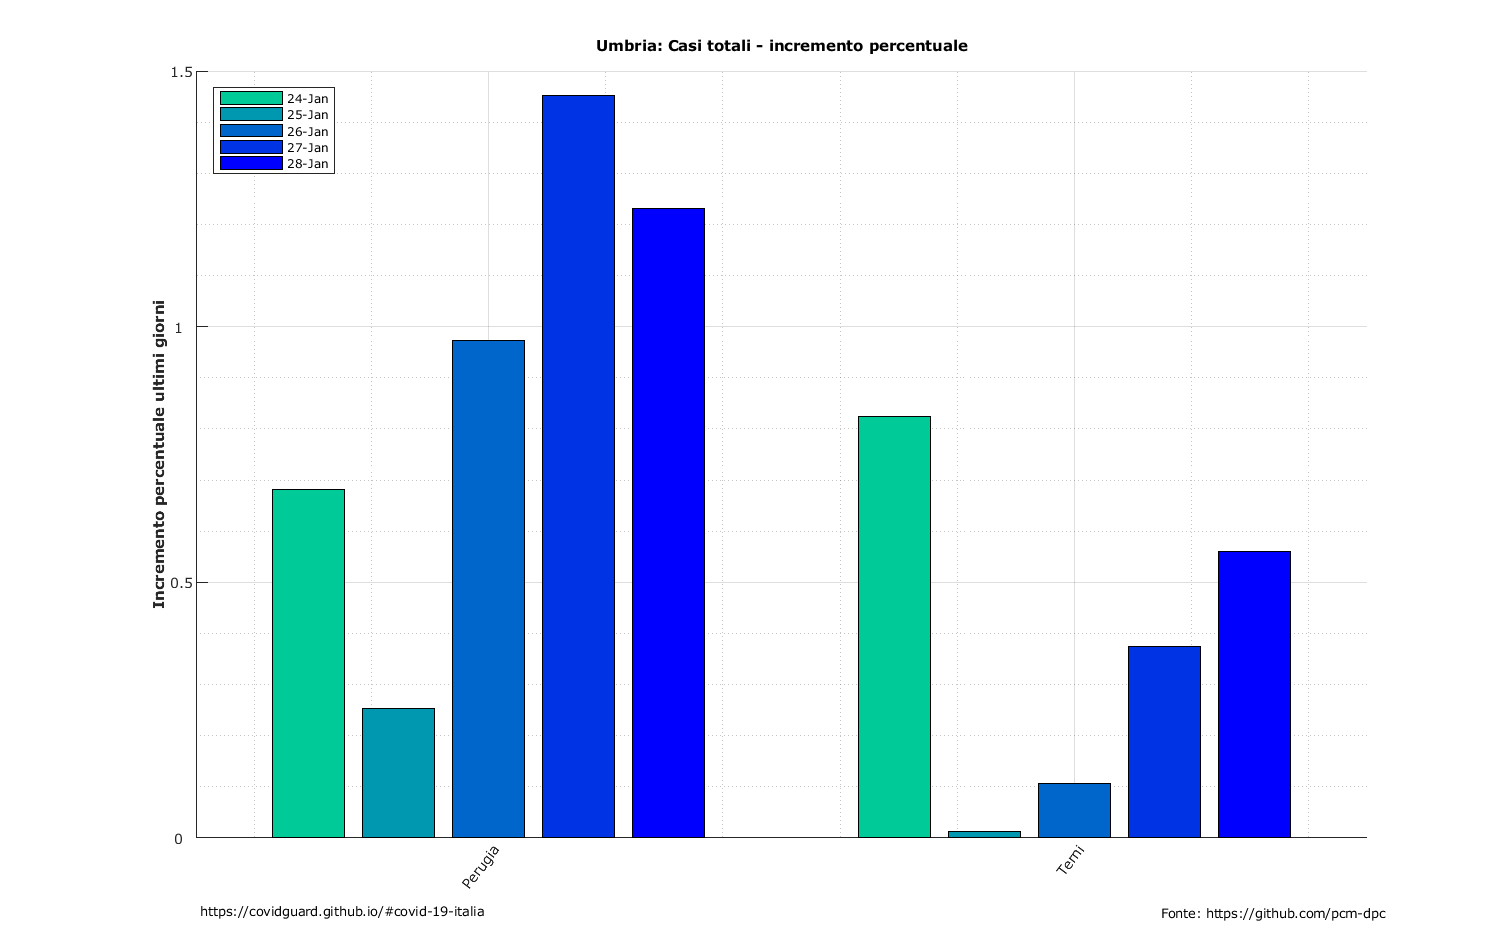 Umbria: Casi totali - incremento percentuale
1.5
24-Jan
25-Jan
26-Jan
27-Jan
28-Jan
1
Incremento percentuale ultimi giorni
0.5
0
Perugia
Terni
https://covidguard.github.io/#covid-19-italia
Fonte: https://github.com/pcm-dpc